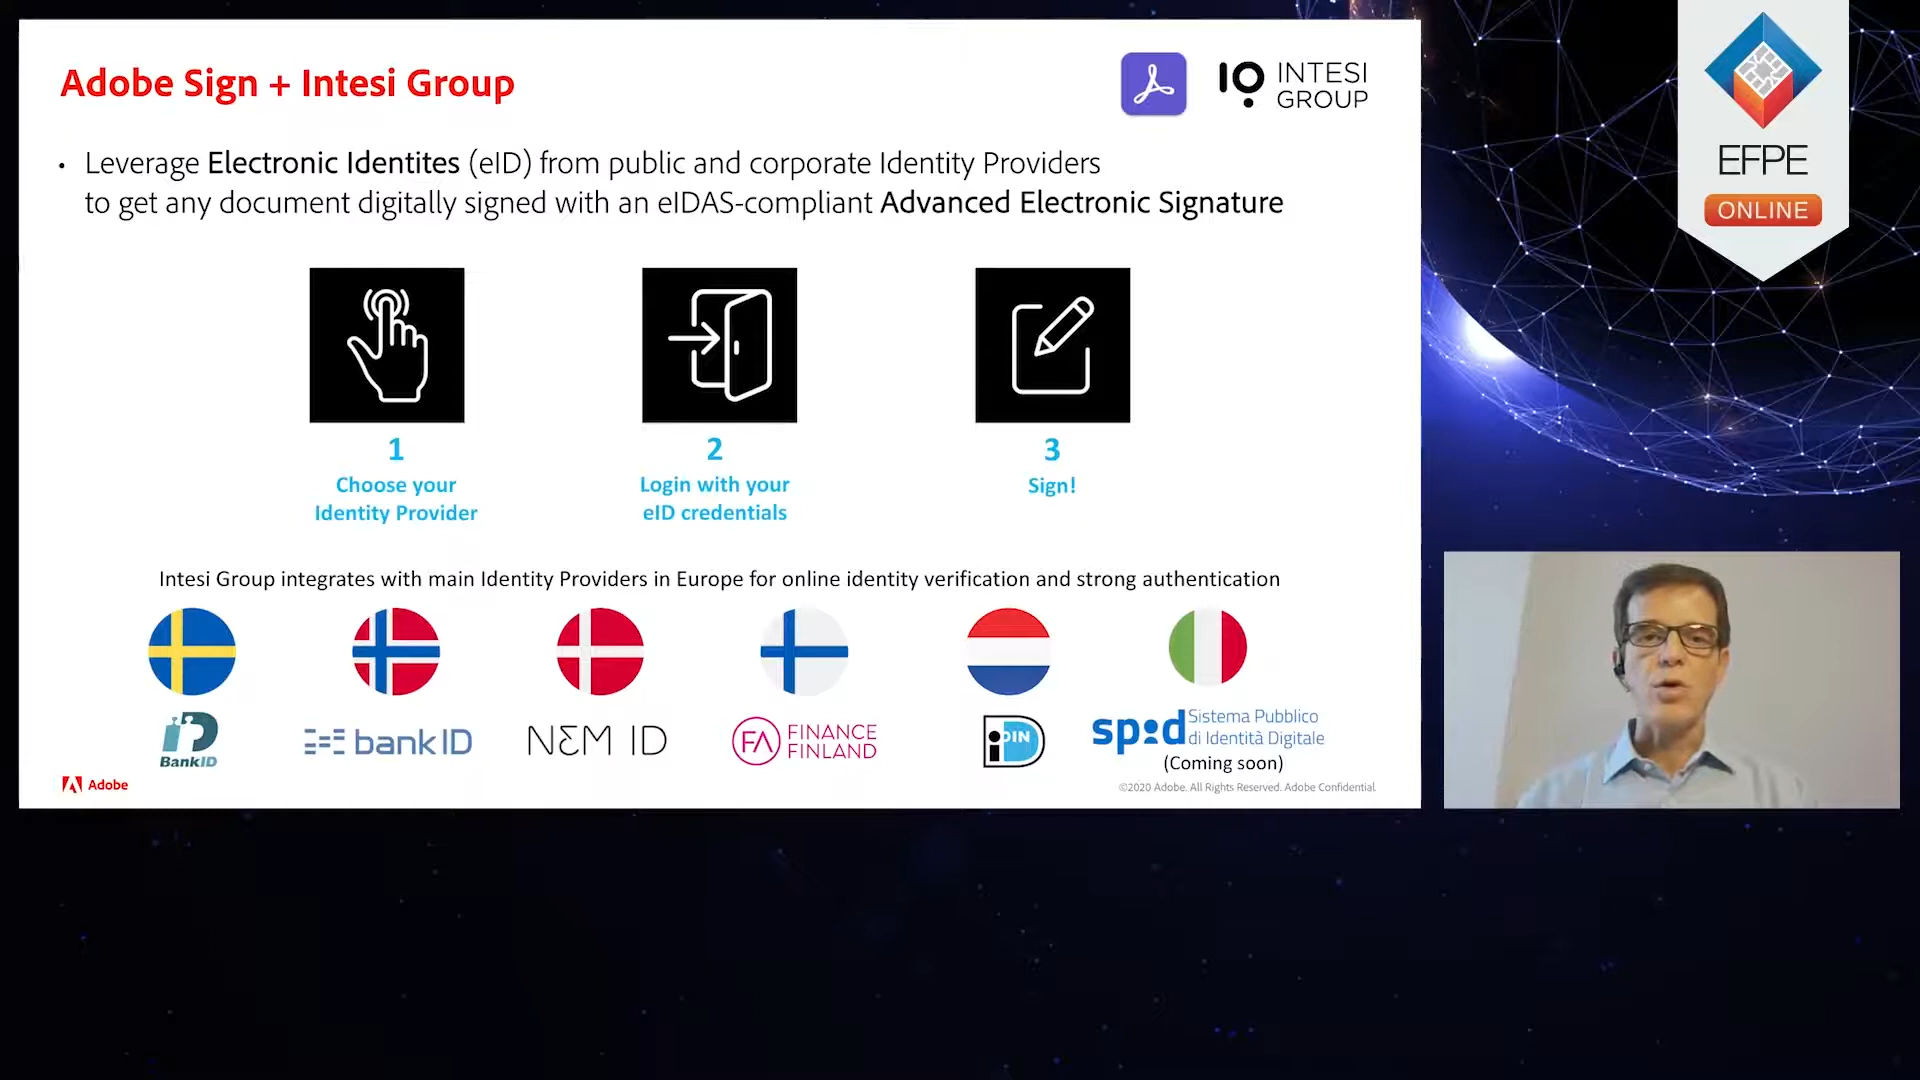 Adobe Sign + Intesi Group
INTESI
GROUP
• Leverage Electronic Identites (eID) from public and corporate Identity Providers
to get any document digitally signed with an eIDAS-compliant Advanced Electronic Signature
1
Choose your
Identity Provider
2
Login with your
eID credentials
3
Sign!
Intesi Group integrates with main Identity Providers in Europe for online identity verification and strong authentication
BankID
bankID
NEM ID
FA
FINANCE
FINLAND
iDIN
spid
Sistema Pubblico
di Identità Digitale
(Coming soon)
Adobe
©2020 Adobe. All Rights Reserved. Adobe Confidential.
EFPE
ONLINE